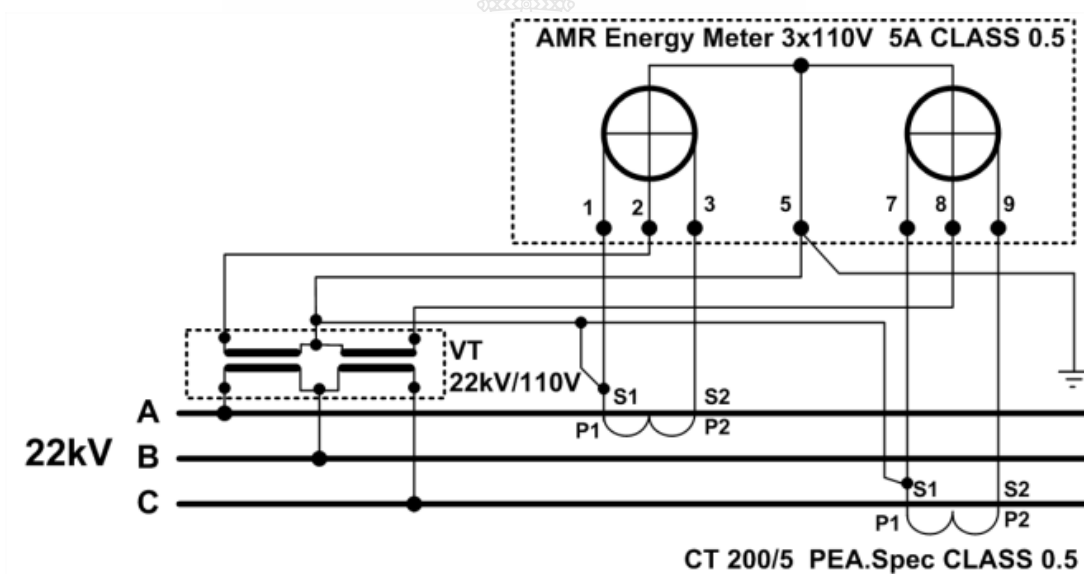 AMR Energy Meter 3x110V 5A CLASS 0.5
1 2 3 5 7 8 9
VT
22kV/110V
S1 S2
A
P1 P2
22kV B
S1 S2
C
P1 P2
CT 200/5 PEA.Spec CLASS 0.5